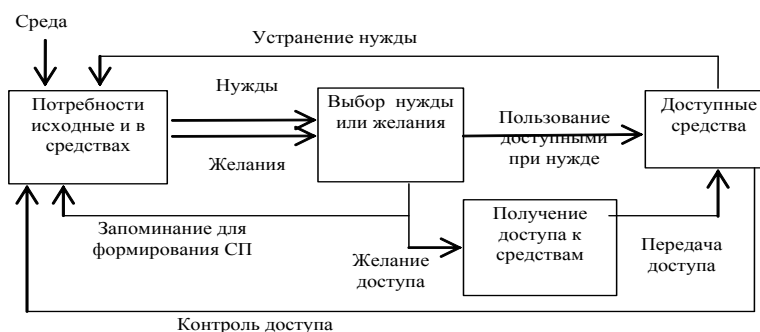 Среда
Устранение нужды
Потребности
исходные и в
средствах
Нужды
Желания
Выбор нужды
или желания
Пользование
доступными
при нужде
Доступные
средства
Запоминание для
формирования СП
Желание
доступа
Получение
доступа к
средствам
Передача
доступа
Контроль доступа